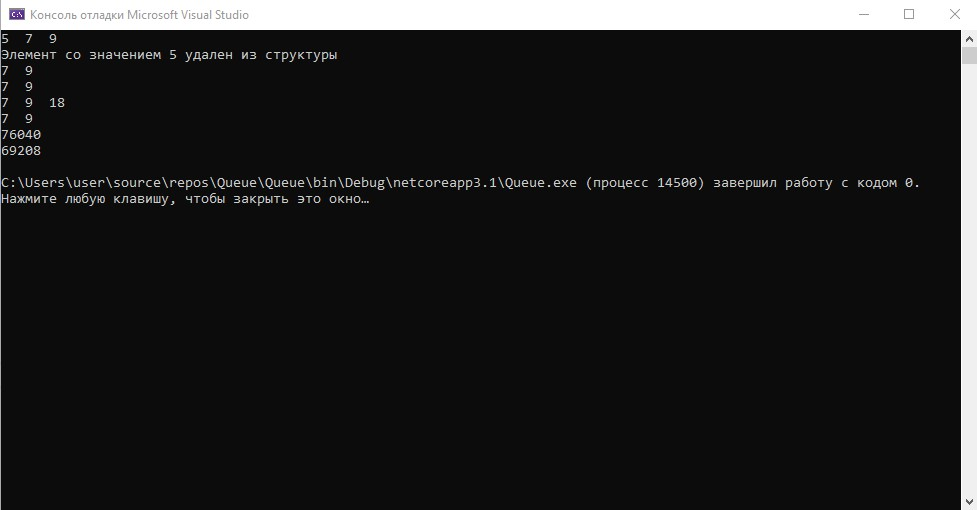 Консоль отладки Microsoft Visual Studio
5  7  9
Элемент со значением 5 удален из структуры
7  9
7  9
7  9  18
7  9
76040
69208
C:\Users\user\source\repos\Queue\Queue\bin\Debug\netcoreapp3.1\Queue.exe (процесс 14500) завершил работу с кодом 0.
Нажмите любую клавишу, чтобы закрыть это окно…